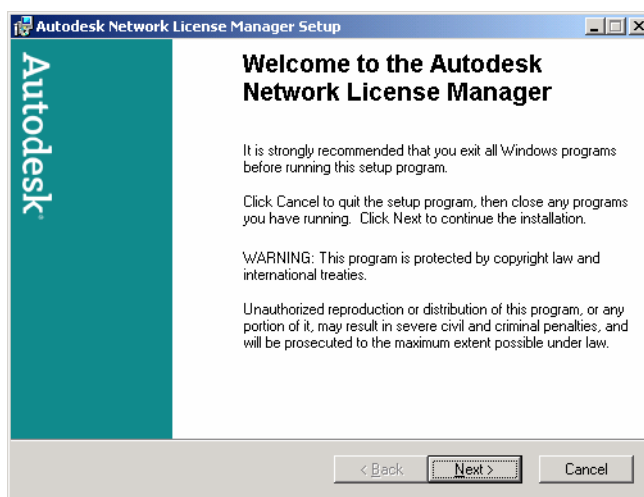 Autodesk Network License Manager Setup
Autodesk
Welcome to the Autodesk
Network License Manager
It is strongly recommended that you exit all Windows programs
before running this setup program.
Click Cancel to quit the setup program, then close any programs
you have running. Click Next to continue the installation.
WARNING: This program is protected by copyright law and
international treaties.
Unauthorized reproduction or distribution of this program, or any
portion of it, may result in severe civil and criminal penalties, and
will be prosecuted to the maximum extent possible under law.
< Back Next > Cancel